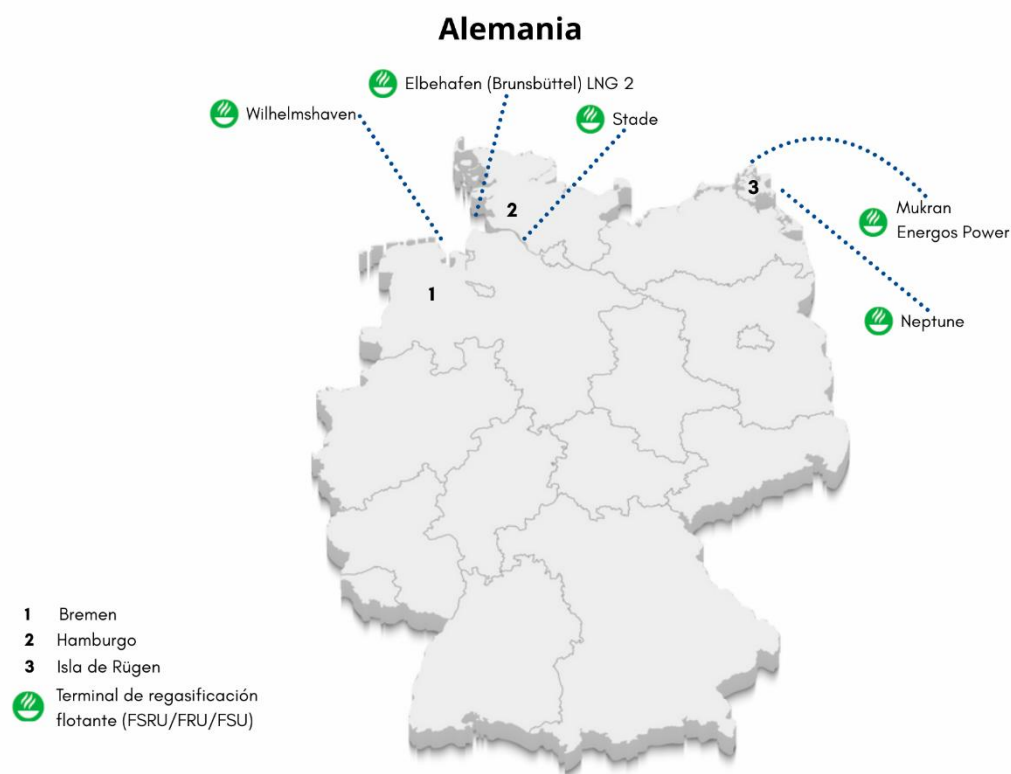 Alemania
Elbehafen (Brunsbüttel) LNG 2
Wilhelmshaven
Stade
3
2
Mukran
Energos Power
1
Neptune
1 Bremen
2 Hamburgo
3 Isla de Rügen
Terminal de regasificación
flotante (FSRU/FRU/FSU)